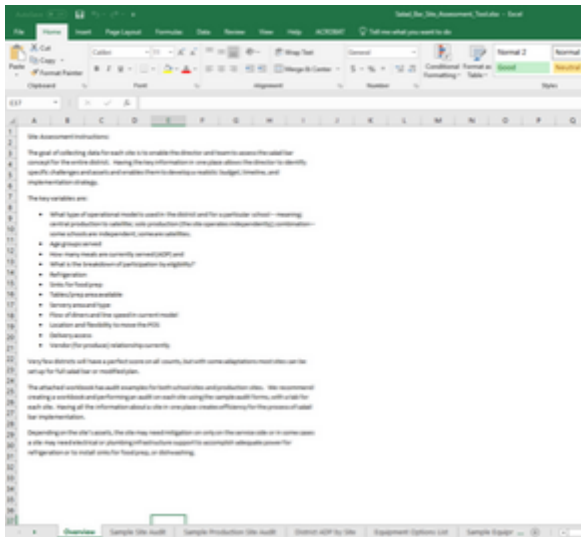 Salad_Bar_Site_Assessment_Tool.xlsx - Excel
File Home Insert Page Layout Formulas Data Review View Help ACROBAT Tell me what you want to do
Cut
Copy
Format Painter
Paste
Calibri 11
Wrap Text
Merge & Center
General
Conditional Formatting
Format as Table
Normal 2 Normal
Good Neutral
Clipboard Font Alignment Number Styles
E37
A B C D E F G H I J K L M N O P Q
Site Assessment Instructions:
The goal of collecting data for each site is to enable the director and team to assess the salad bar
concept for the entire district. Having the key information in one place allows the director to identify
specific challenges and assets and enables them to develop a realistic budget, timeline, and
implementation strategy.
The key variables are:
• What type of operational model is used in the district and for a particular school – meaning;
central production to satellite; solo production (the site operates independently); combination –
some schools are independent, some are satellites.
• Age groups served
• How many meals are currently served (ADP) and
• What is the breakdown of participation by eligibility?
• Refrigeration
• Sinks for food prep
• Tables/prep area available
• Servery area and type
• Flow of diners and line speed in current model
• Location and flexibility to move the POS
• Delivery access
• Vendor (for produce) relationship currently
Very few districts will have a perfect score on all counts, but with some adaptations most sites can be
set up for full salad bar or modified plan.
The attached workbook has audit examples for both school sites and production sites. We recommend
creating a workbook and performing an audit on each site using the sample audit forms, with a tab for
each site. Having all the information about a site in one place creates efficiency for the process of salad
bar implementation.
Depending on the site's assets, the site may need mitigation on only on the service side or in some cases
a site may need electrical or plumbing infrastructure support to accomplish adequate power for
refrigeration or to install sinks for food prep, or dishwashing.
Overview Sample Site Audit Sample Production Site Audit District ADP by Site Equipment Options List Sample Equipr ...